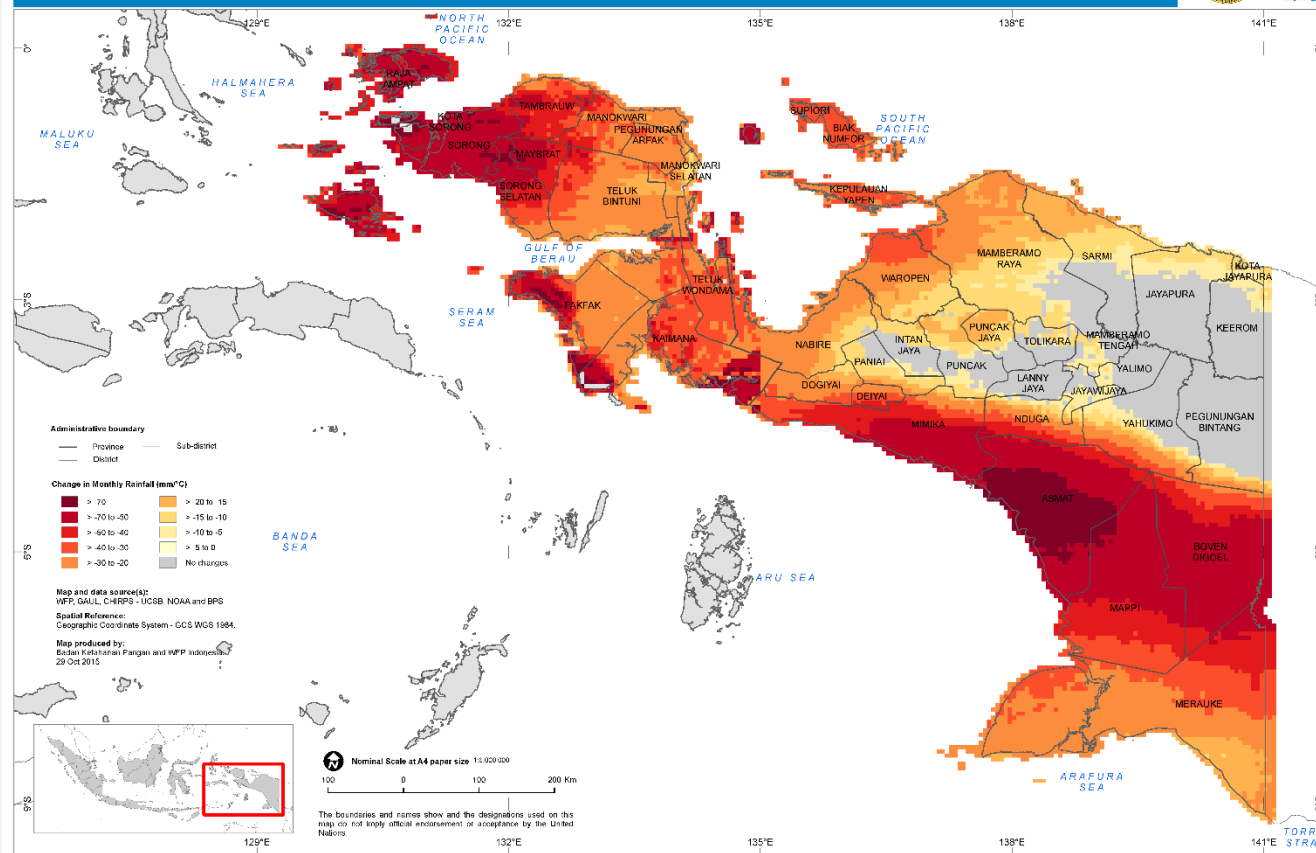 129°E
132°E
135°E
138°E
141°E
0°
NORTH
PACIFIC
OCEAN
HALMAHERA
SEA
MALUKU
SEA
RAJA
AMPAT
KOTA
SORONG
SORONG
TAMBRAUW
MAYBRAT
SORONG
SELATAN
MANOKWARI
PEGUNUNGAN
ARFAK
MANOKWARI
SELATAN
TELUK
BINTUNI
SUPIORI
BIAK
NUMFOR
SOUTH
PACIFIC
OCEAN
KEPULAUAN
YAPEN
GULF OF
BERAU
SERAM
SEA
FAKFAK
TELUK
WONDAMA
KAIMANA
WAROPEN
MAMBERAMO
RAYA
SARMI
KOTA
JAYAPURA
JAYAPURA
KEEROM
NABIRE
INTAN
JAYA
PUNCAK
JAYA
TOLIKARA
MAMBERAMO
TENGAH
PANIAI
PUNCAK
LANNY
JAYA
YALIMO
DOGIYAI
DEIYAI
JAYAWIJAYA
MIMIKA
NDUGA
YAHUKIMO
PEGUNUNGAN
BINTANG
ASMAT
BOVEN
DIGOEL
MAPPI
MERAUKE
BANDA
SEA
ARU SEA
ARAFURA
SEA
6°S
9°S
Administrative boundary
Province
Sub-district
District
Change in Monthly Rainfall (mm/°C)
> -70
> -70 to -50
> -50 to -40
> -40 to -30
> -30 to -20
> -20 to -15
> -15 to -10
> -10 to -5
> 5 to 0
No changes
Map and data source(s):
WFP, GAUL, CHIRPS - UCSB, NOAA and BPS
Spatial Reference:
Geographic Coordinate System - GCS WGS 1984.
Map produced by:
Badan Ketahanan Pangan and WFP Indonesia.
29 Oct 2015
Nominal Scale at A4 paper size
100
0
100
200 Km
The boundaries and names show and the designations used on this
map do not imply official endorsement or acceptance by the United
Nations.
129°E
132°E
135°E
138°E
141°E